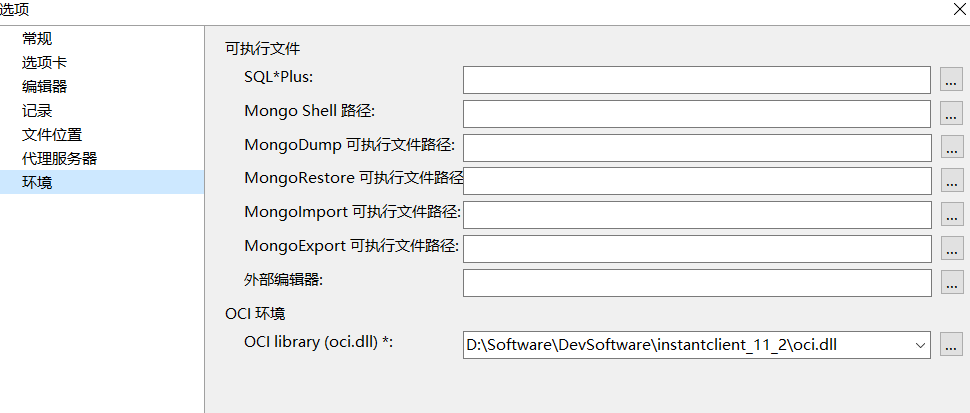 选项
常规
选项卡
编辑器
记录
文件位置
代理服务器
环境
可执行文件
SQL*Plus:
...
Mongo Shell 路径:
...
MongoDump 可执行文件路径:
...
MongoRestore 可执行文件路径
...
MongoImport 可执行文件路径:
...
MongoExport 可执行文件路径:
...
外部编辑器:
...
OCI 环境
OCI library (oci.dll) *: D:\Software\DevSoftware\instantclient_11_2\oci.dll ...